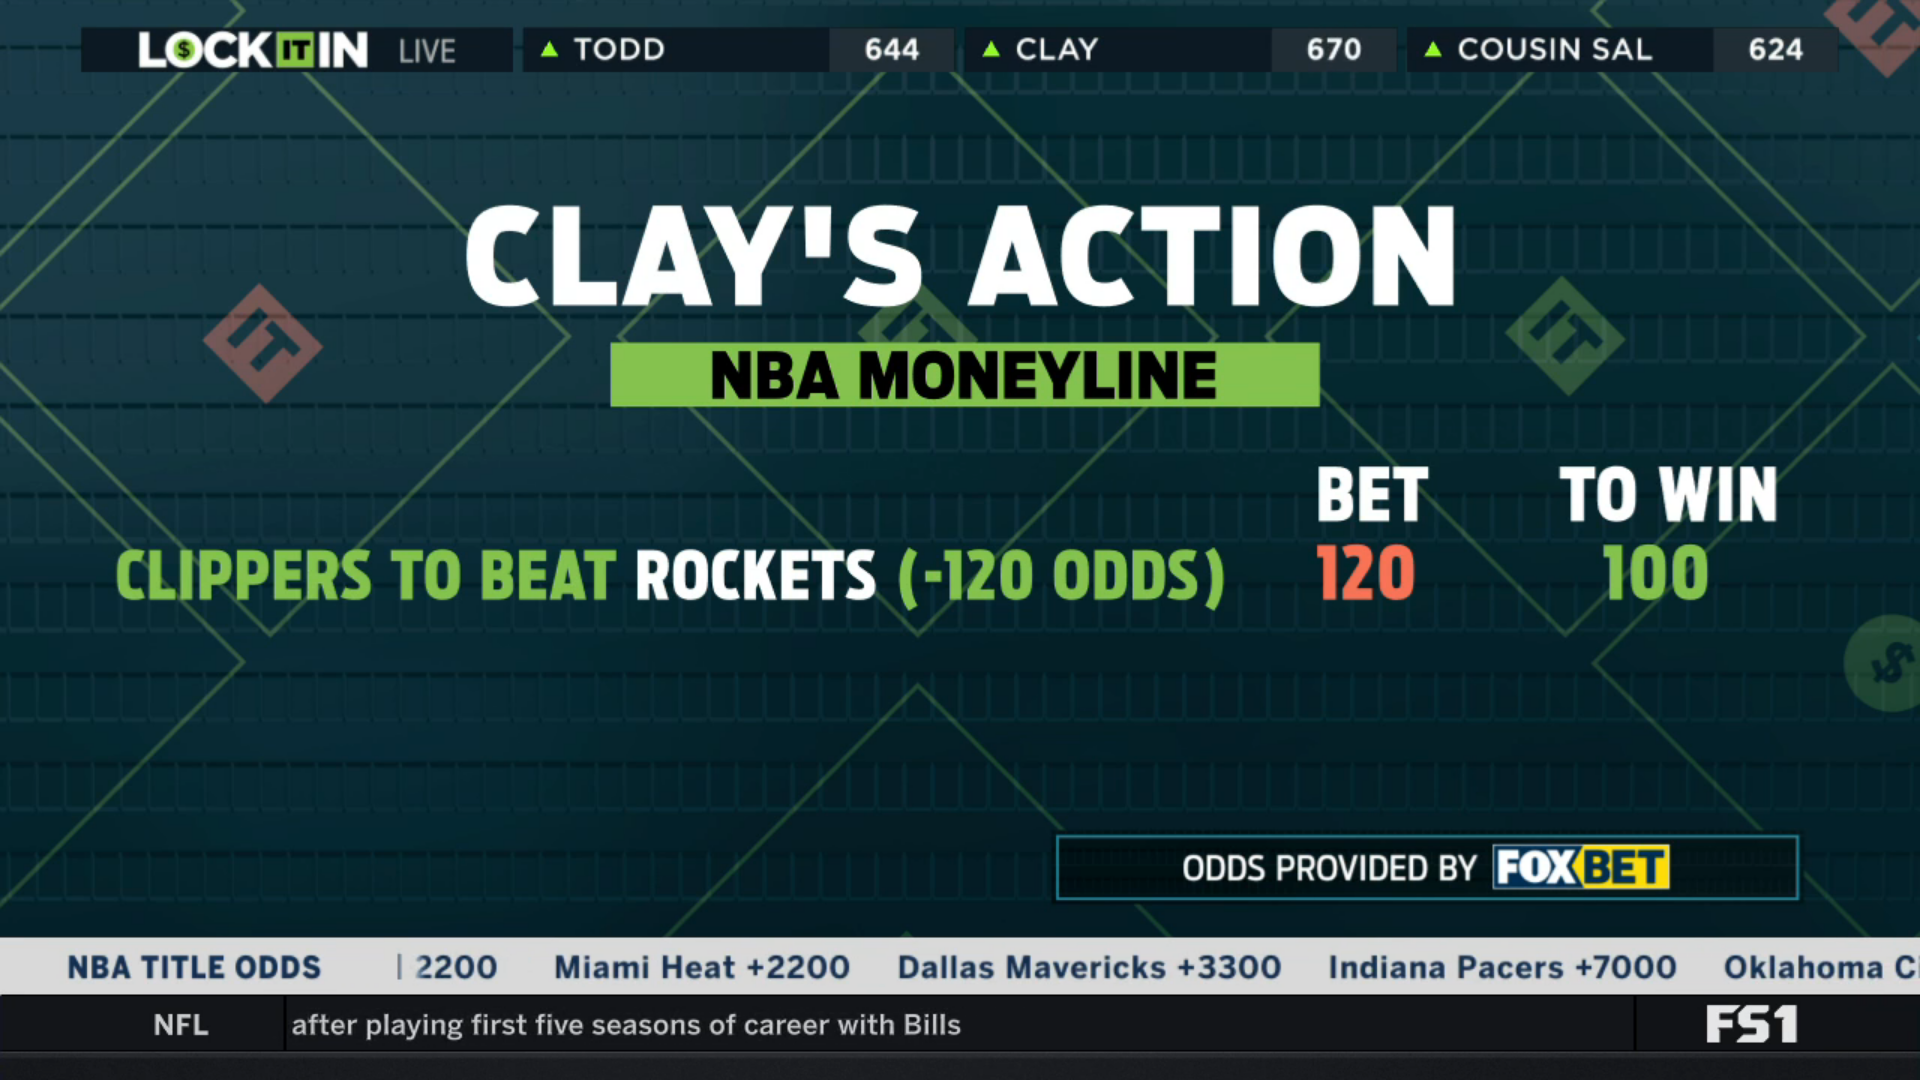 LOCK IT IN LIVE TODD 644 CLAY 670 COUSIN SAL 624
CLAY'S ACTION
NBA MONEYLINE
BET TO WIN
CLIPPERS TO BEAT ROCKETS (-120 ODDS) 120 100
ODDS PROVIDED BY FOX BET
NBA TITLE ODDS | 2200 Miami Heat +2200 Dallas Mavericks +3300 Indiana Pacers +7000 Oklahoma
NFL after playing first five seasons of career with Bills FS1